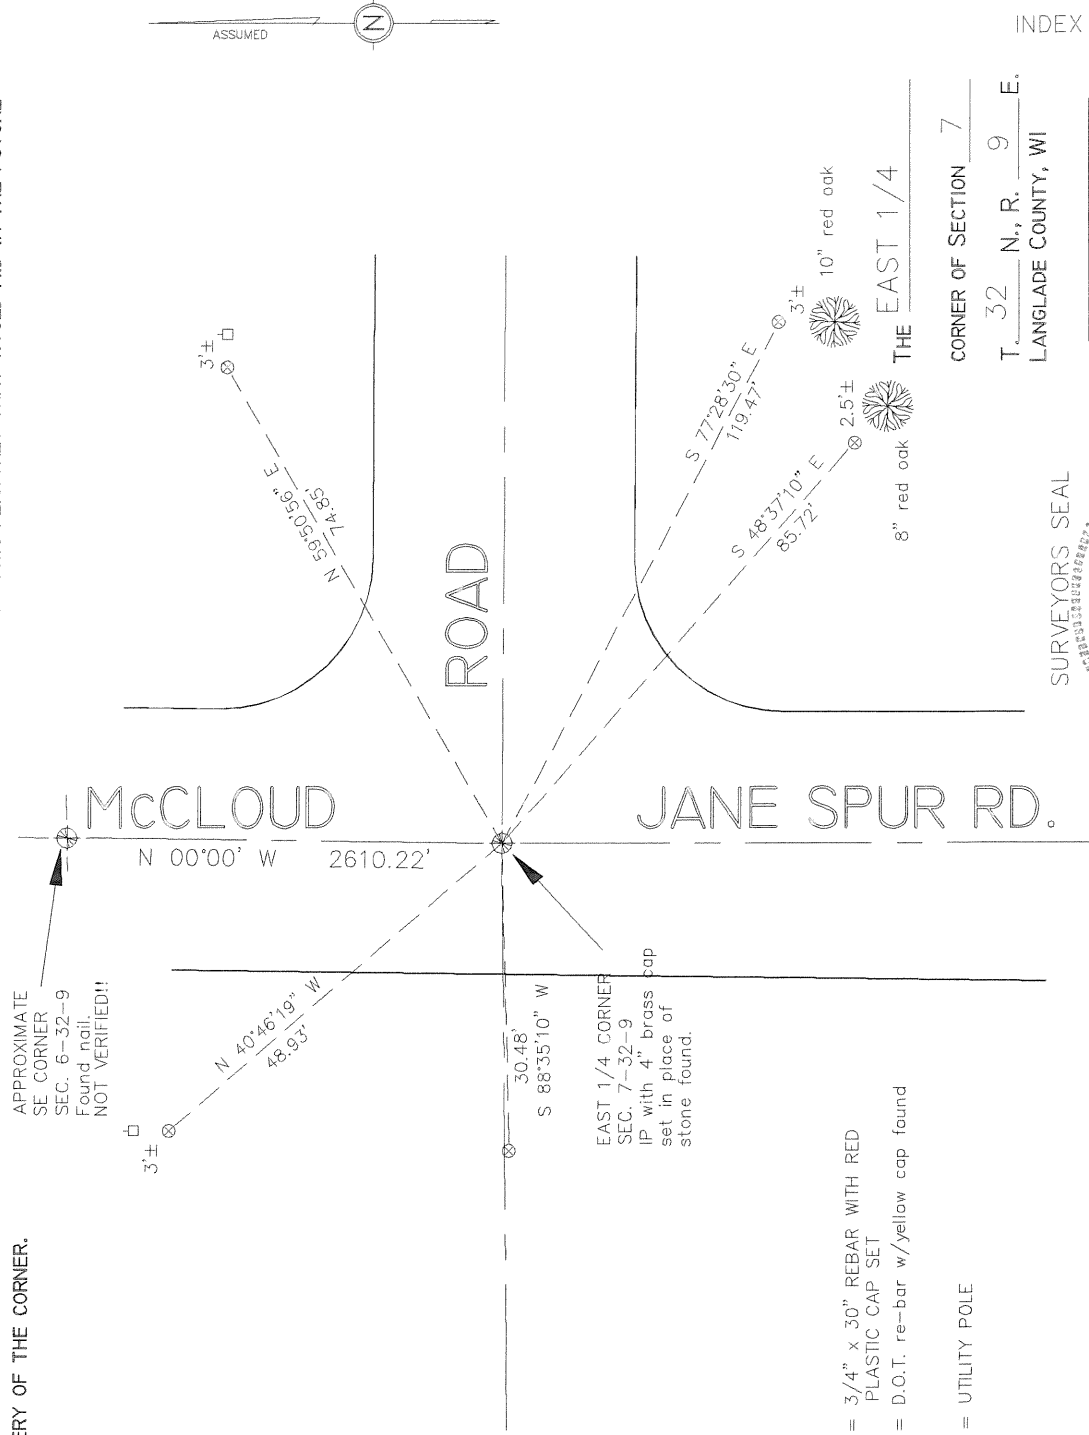 ERY OF THE CORNER.
ASSUMED
N
INDEX
APPROXIMATE
SE CORNER
SEC. 6-32-9
Found nail.
NOT VERIFIED!!
McCLOUD
ROAD
JANE SPUR RD.
N 00°00' W 2610.22'
3'±
N 40°46'19" W
48.93'
3'±
N 59°50'56" E
74.85'
30.48'
S 88°35'10" W
EAST 1/4 CORNER
SEC. 7-32-9
IP with 4" brass cap
set in place of
stone found.
S 77°28'30" E
119.47'
3'±
10" red oak
S 48°37'10" E
85.72'
2.5'±
8" red oak
= 3/4" x 30" REBAR WITH RED
PLASTIC CAP SET
= D.O.T. re-bar w/yellow cap found
= UTILITY POLE
THE EAST 1/4
CORNER OF SECTION 7
T. 32 N., R. 9 E.
LANGLADE COUNTY, WI
SURVEYORS SEAL